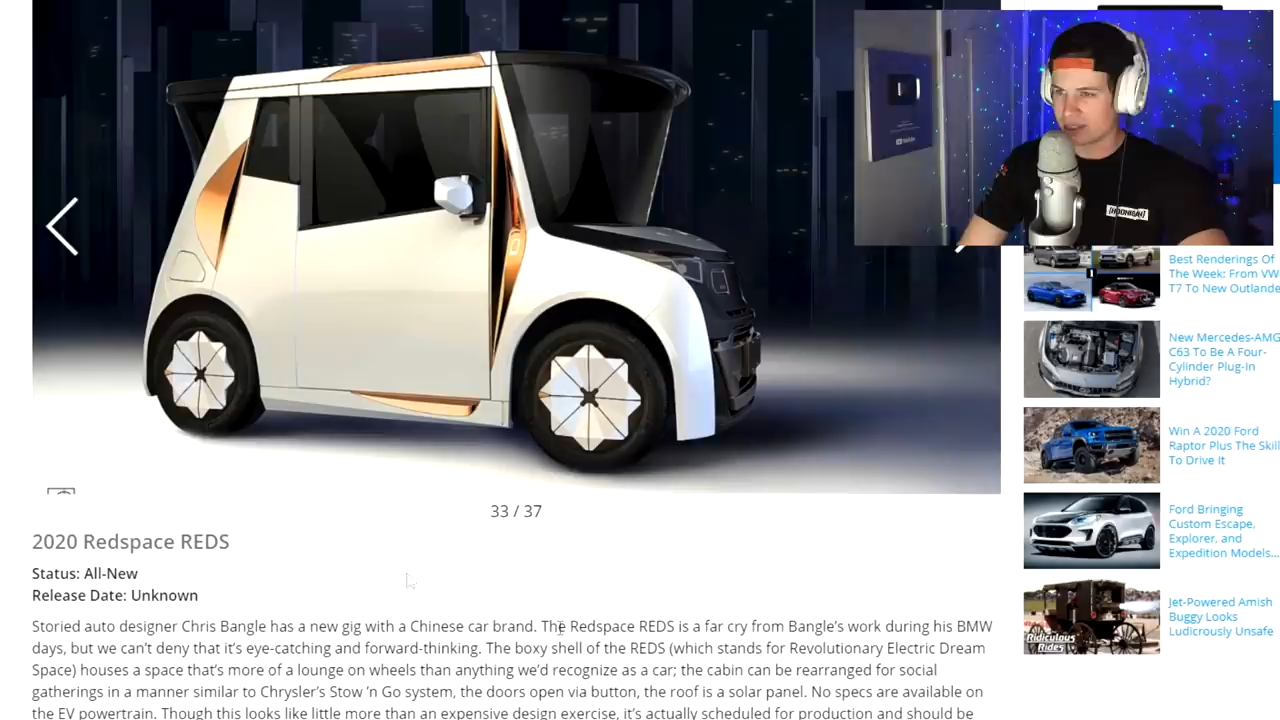 [HOONIGAN]
YouTube
Best Renderings Of
The Week: From VW
T7 To New Outlande
New Mercedes-AMG
C63 To Be A Four-
Cylinder Plug-In
Hybrid?
Win A 2020 Ford
Raptor Plus The Skil
To Drive It
Ford Bringing
Custom Escape,
Explorer, and
Expedition Models...
Jet-Powered Amish
Buggy Looks
Ludicrously Unsafe
Ridiculous
Rides
33 / 37
2020 Redspace REDS
Status: All-New
Release Date: Unknown
Storied auto designer Chris Bangle has a new gig with a Chinese car brand. The Redspace REDS is a far cry from Bangle's work during his BMW
days, but we can't deny that it's eye-catching and forward-thinking. The boxy shell of the REDS (which stands for Revolutionary Electric Dream
Space) houses a space that's more of a lounge on wheels than anything we'd recognize as a car; the cabin can be rearranged for social
gatherings in a manner similar to Chrysler's Stow 'n Go system, the doors open via button, the roof is a solar panel. No specs are available on
the EV powertrain. Though this looks like little more than an expensive design exercise, it's actually scheduled for production and should be